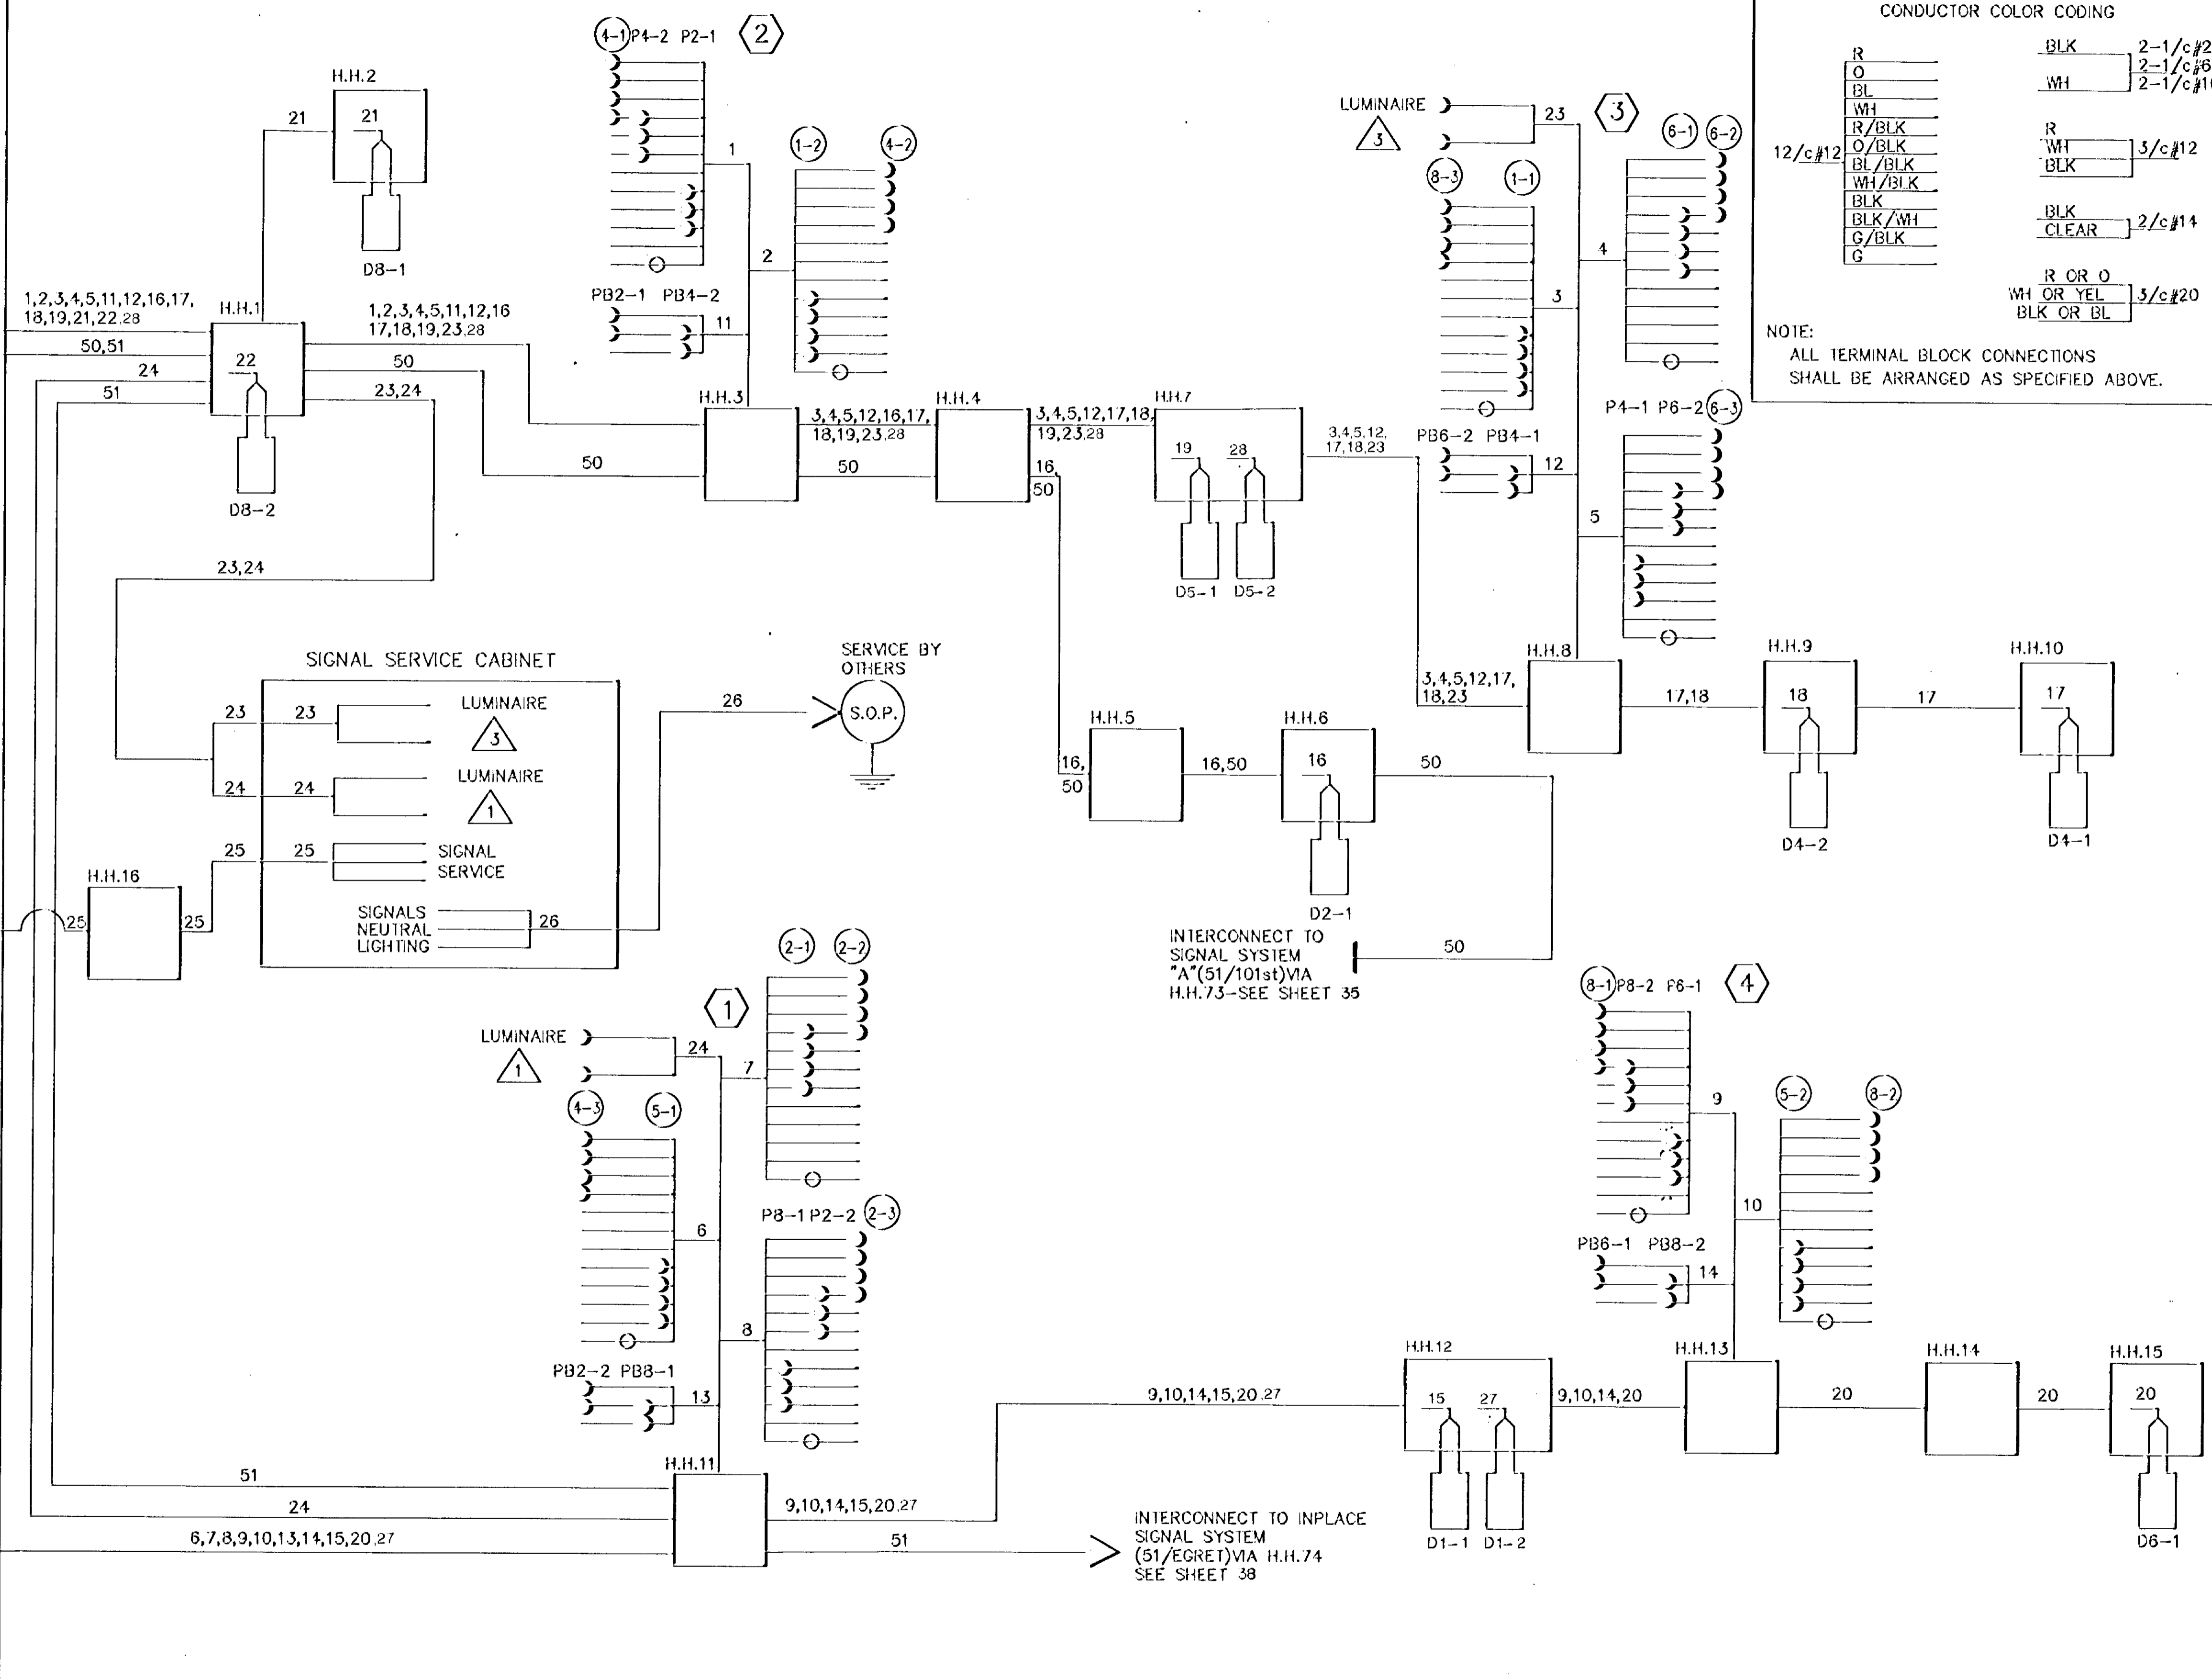 CONDUCTOR COLOR CODING
R
O
BL
WH
R/BLK
O/BLK
BL/BLK
WH/BLK
BLK
BLK/WH
G/BLK
G
12/c#12
BLK
WH
2-1/c#2
2-1/c#6
R
WH
BLK
3/c#12
BLK
CLEAR
2/c#14
R OR O
WH OR YEL
BLK OR BL
3/c#20
NOTE:
ALL TERMINAL BLOCK CONNECTIONS
SHALL BE ARRANGED AS SPECIFIED ABOVE.
4-1 P4-2 P2-1
2
1
1-2
4-2
2
PB2-1 PB4-2
11
H.H.2
21
21
D8-1
1,2,3,4,5,11,12,16,17,
18,19,21,22,28
50,51
24
51
H.H.1
22
D8-2
1,2,3,4,5,11,12,16
17,18,19,23,28
50
23,24
50
23,24
H.H.3
3,4,5,12,16,17,
18,19,23,28
50
H.H.4
3,4,5,12,17,18,
19,23,28
16,
50
H.H.7
19
28
D5-1
D5-2
3,4,5,12,
17,18,23
LUMINAIRE
3
23
3
8-3
1-1
3
6-1
6-2
4
PB6-2 PB4-1
12
P4-1 P6-2 6-3
5
H.H.8
3,4,5,12,17,
18,23
17,18
H.H.9
18
D4-2
17
H.H.10
17
D4-1
16,
50
H.H.5
16,50
H.H.6
16
D2-1
50
50
INTERCONNECT TO
SIGNAL SYSTEM
"A"(51/101st)VIA
H.H.73-SEE SHEET 35
SIGNAL SERVICE CABINET
23
23
LUMINAIRE
3
24
24
LUMINAIRE
1
25
25
SIGNAL
SERVICE
SIGNALS
NEUTRAL
LIGHTING
26
26
SERVICE BY
OTHERS
S.O.P.
H.H.16
25
25
LUMINAIRE
1
24
1
2-1
2-2
7
4-3
5-1
6
P8-1 P2-2 2-3
8
PB2-2 PB8-1
13
H.H.11
51
24
6,7,8,9,10,13,14,15,20,27
9,10,14,15,20,27
51
INTERCONNECT TO INPLACE
SIGNAL SYSTEM
(51/EGRET)VIA H.H.74
SEE SHEET 38
9,10,14,15,20,27
H.H.12
15
27
D1-1
D1-2
9,10,14,20
8-1 P8-2 P6-1
4
9
5-2
8-2
10
PB6-1 PB8-2
14
H.H.13
20
H.H.14
20
H.H.15
20
D6-1